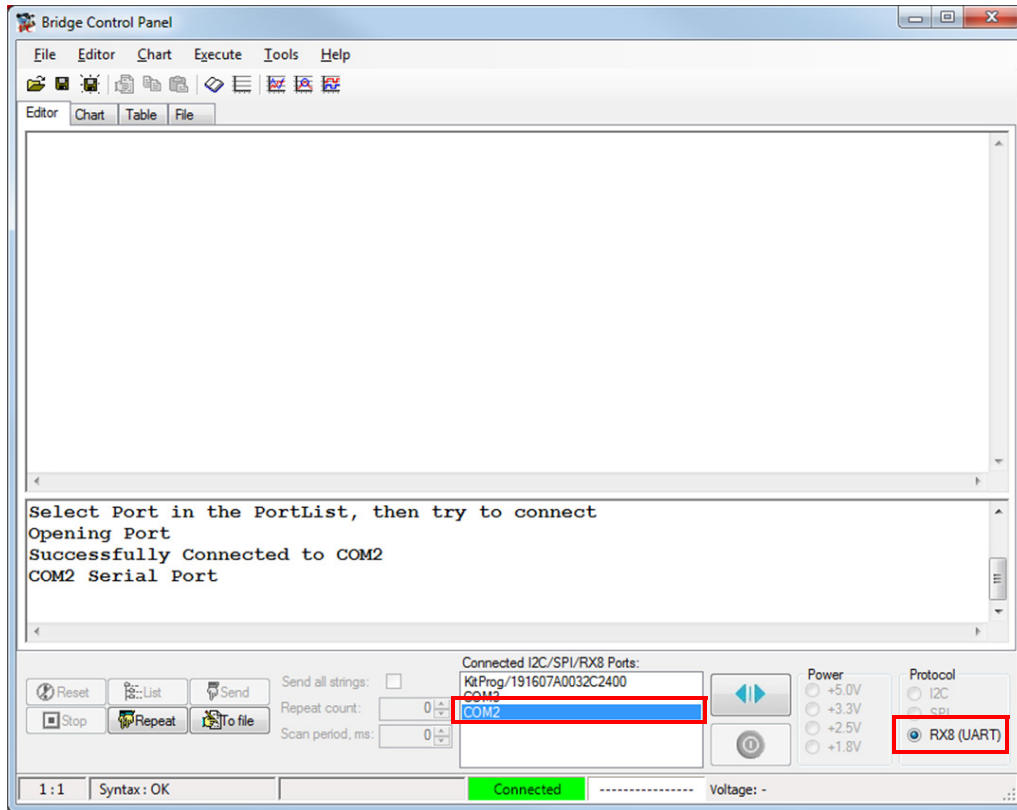 Bridge Control Panel
File Editor Chart Execute Tools Help
Editor Chart Table File
Select Port in the PortList, then try to connect
Opening Port
Successfully Connected to COM2
COM2 Serial Port
Connected I2C/SPI/RX8 Ports:
KitProg/191607A0032C2400
COM3
COM2
Reset List Send
Stop Repeat To file
Send all strings:
Repeat count: 0
Scan period, ms: 0
Power
+5.0V
+3.3V
+2.5V
+1.8V
Protocol
I2C
SPI
RX8 (UART)
1:1 Syntax : OK Connected --------------- Voltage: -